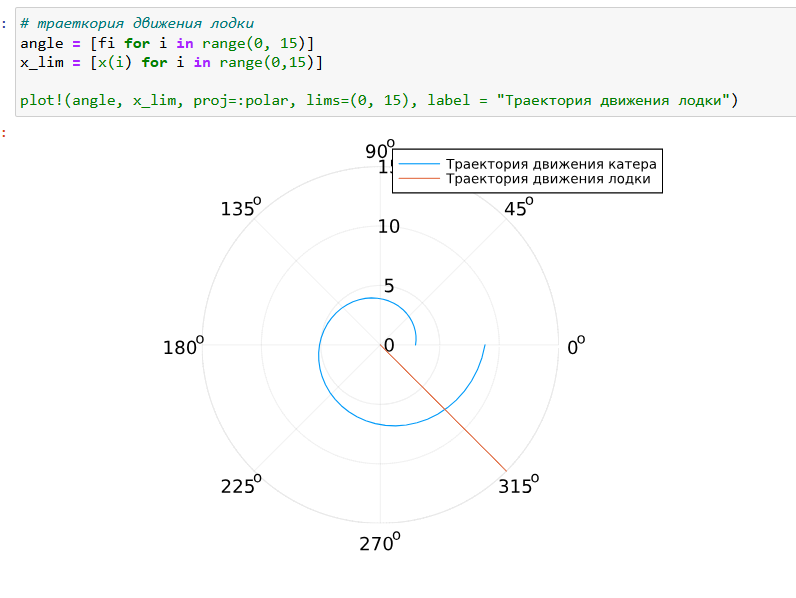 # траеткория движения лодки
angle = [fi for i in range(0, 15)]
x_lim = [x(i) for i in range(0,15)]
plot!(angle, x_lim, proj=:polar, lims=(0, 15), label = "Траектория движения лодки")
Траектория движения катера
Траектория движения лодки
90°
135°
45°
10
5
180°
0
0°
225°
315°
270°